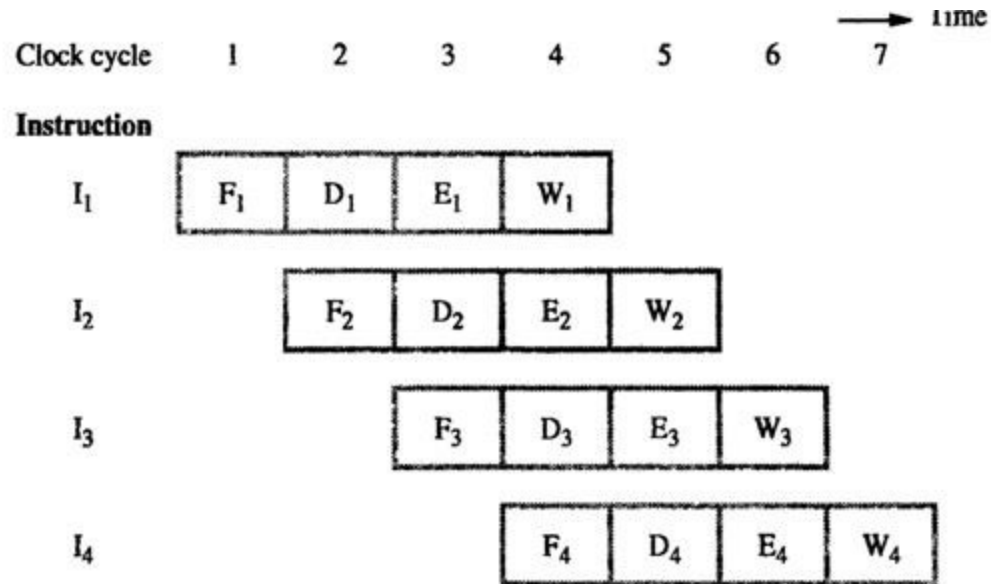 Time
Clock cycle 1 2 3 4 5 6 7
Instruction
I₁ F₁ D₁ E₁ W₁
I₂ F₂ D₂ E₂ W₂
I₃ F₃ D₃ E₃ W₃
I₄ F₄ D₄ E₄ W₄